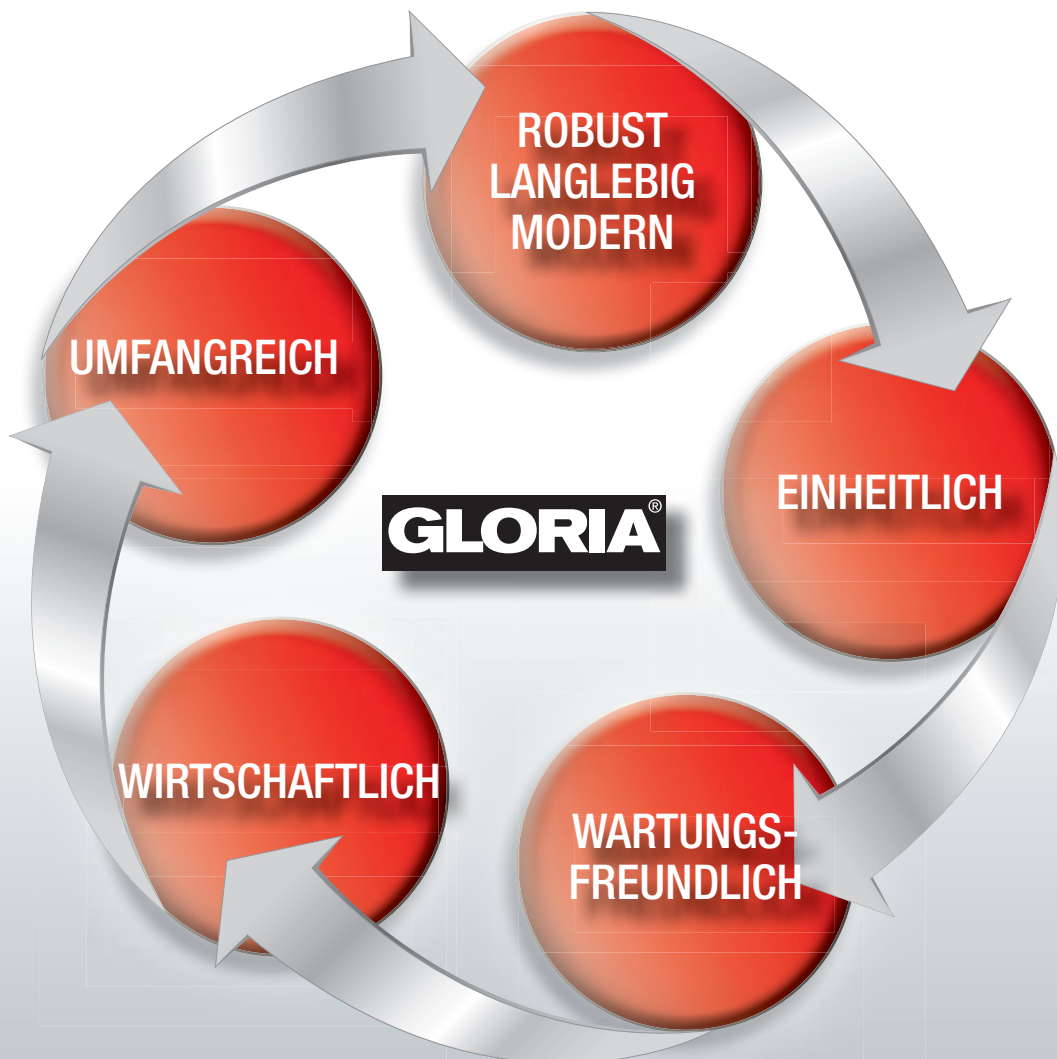 ROBUST
LANGLEBIG
MODERN
UMFANGREICH
EINHEITLICH
GLORIA®
WIRTSCHAFTLICH
WARTUNGS-
FREUNDLICH